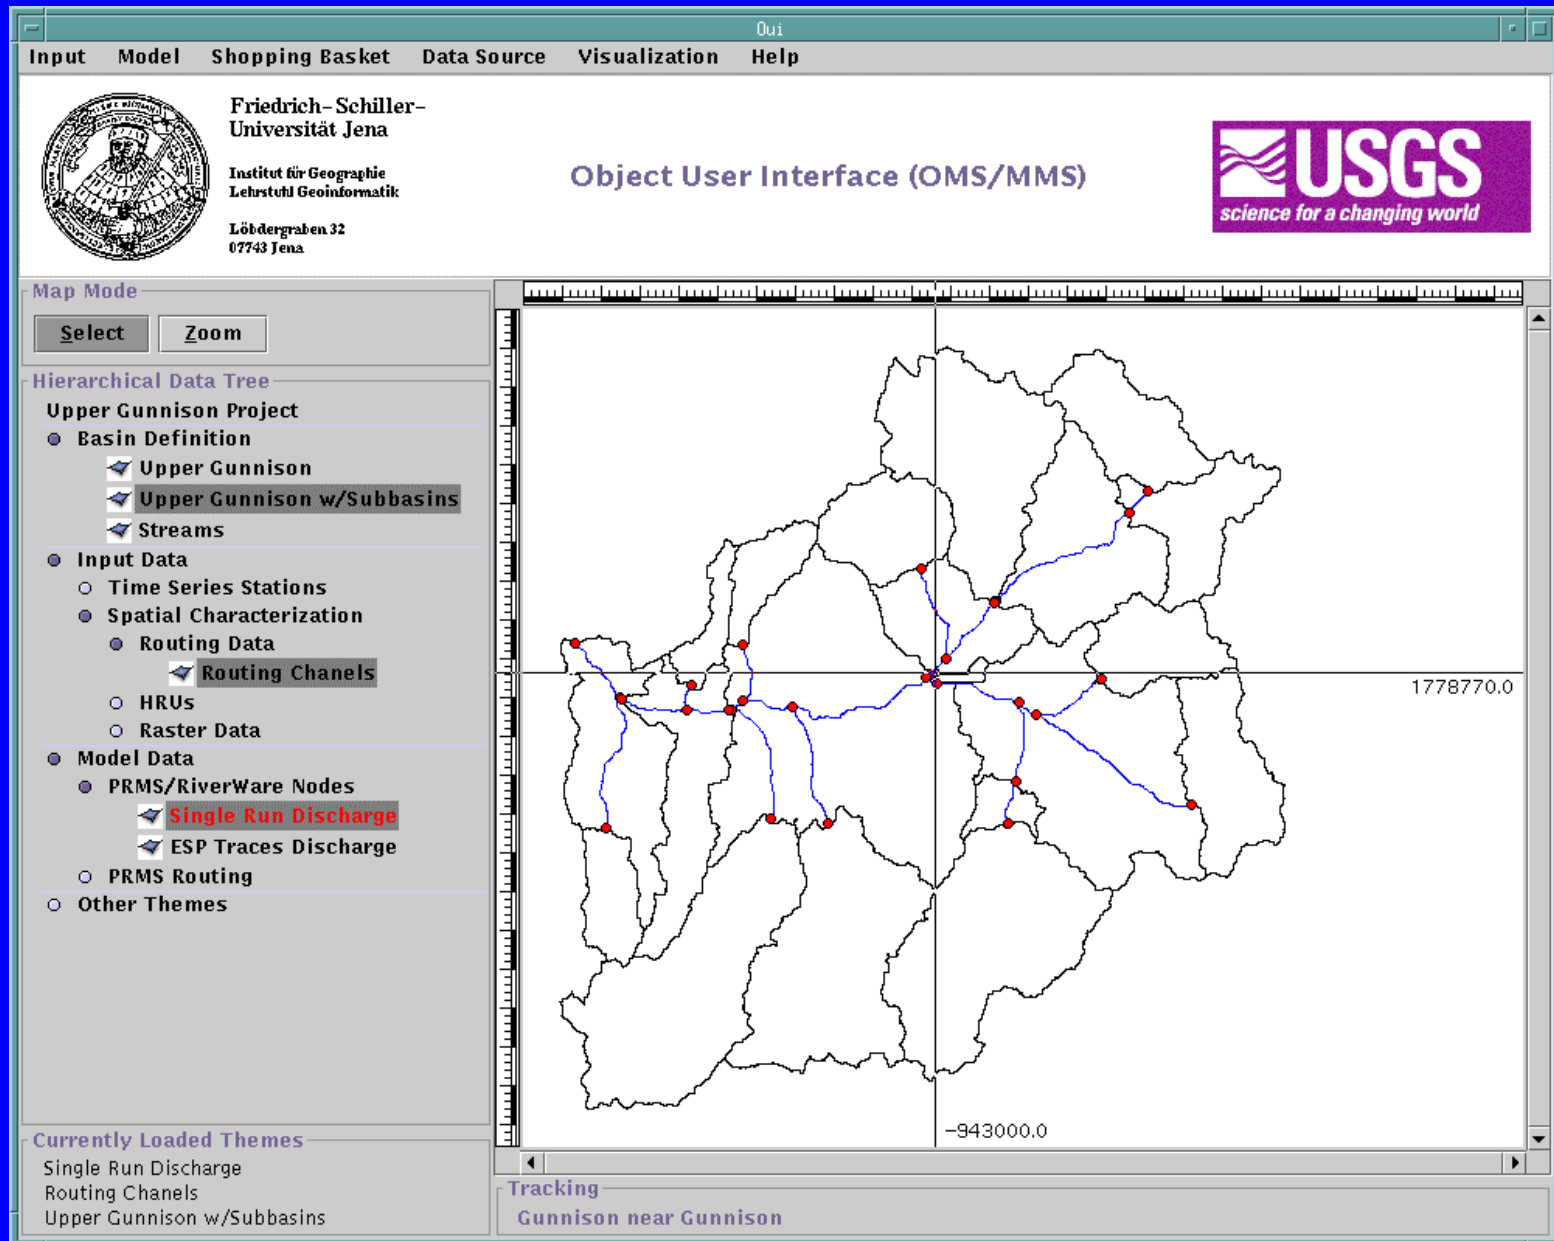 Oui
Input Model Shopping Basket Data Source Visualization Help
Friedrich-Schiller-
Universität Jena
Institut für Geographie
Lehrstuhl Geoinformatik
Löbdergraben 32
07743 Jena
Object User Interface (OMS/MMS)
USGS
science for a changing world
Map Mode
Select Zoom
Hierarchical Data Tree
Upper Gunnison Project
Basin Definition
Upper Gunnison
Upper Gunnison w/Subbasins
Streams
Input Data
Time Series Stations
Spatial Characterization
Routing Data
Routing Chanels
HRUs
Raster Data
Model Data
PRMS/RiverWare Nodes
Single Run Discharge
ESP Traces Discharge
PRMS Routing
Other Themes
1778770.0
-943000.0
Currently Loaded Themes
Single Run Discharge
Routing Chanels
Upper Gunnison w/Subbasins
Tracking
Gunnison near Gunnison